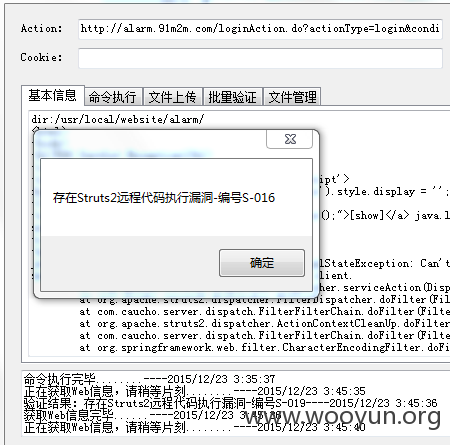 Action: http://alarm.91m2m.com/loginAction.do?actionType=login&condi
Cookie:
基本信息 命令执行 文件上传 批量验证 文件管理
dir:/usr/local/website/alarm/
存在Struts2远程代码执行漏洞-编号S-016
确定
ipt'>
').style.display = '';
();">[show]</a> java.l
lStateException: Can't
client.
her.serviceAction(Disp
at org.apache.struts2.dispatcher.FilterDispatcher.doFilter(Fil
at com.caucho.server.dispatch.FilterFilterChain.doFilter(Filte
at org.apache.struts2.dispatcher.ActionContextCleanUp.doFilter
at com.caucho.server.dispatch.FilterFilterChain.doFilter(Filte
at org.springframework.web.filter.CharacterEncodingFilter.doFi
命令执行完毕........----2015/12/23 3:35:37
正在获取Web信息，请稍等片刻........----2015/12/23 3:45:35
验证结果：存在Struts2远程代码执行漏洞-编号S-019----2015/12/23 3:45:36
获取Web信息完毕........----2015/12/23
正在获取Web信息，请稍等片刻........----2015/12/23 3:45:40
www.wooyun.org